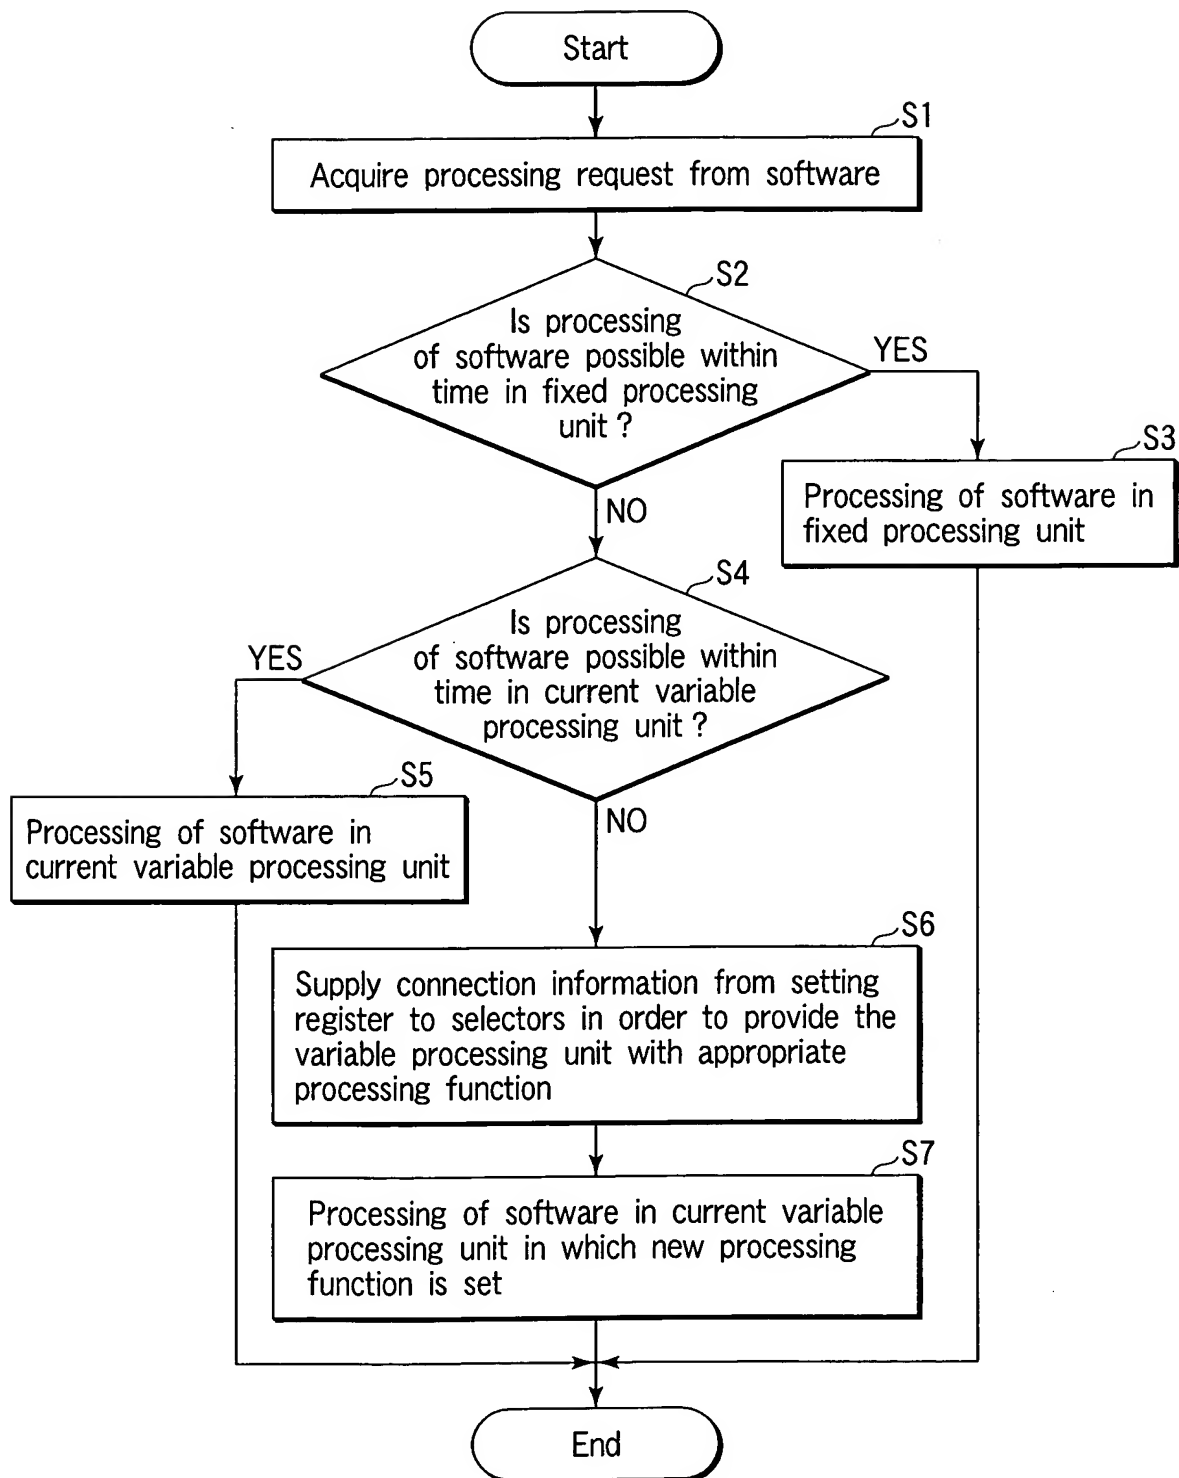 Start
S1
Acquire processing request from software
S2
Is processing
of software possible within
time in fixed processing
unit ?
YES
NO
S3
Processing of software in
fixed processing unit
S4
Is processing
of software possible within
time in current variable
processing unit ?
YES
NO
S5
Processing of software in
current variable processing unit
S6
Supply connection information from setting
register to selectors in order to provide the
variable processing unit with appropriate
processing function
S7
Processing of software in current variable
processing unit in which new processing
function is set
End